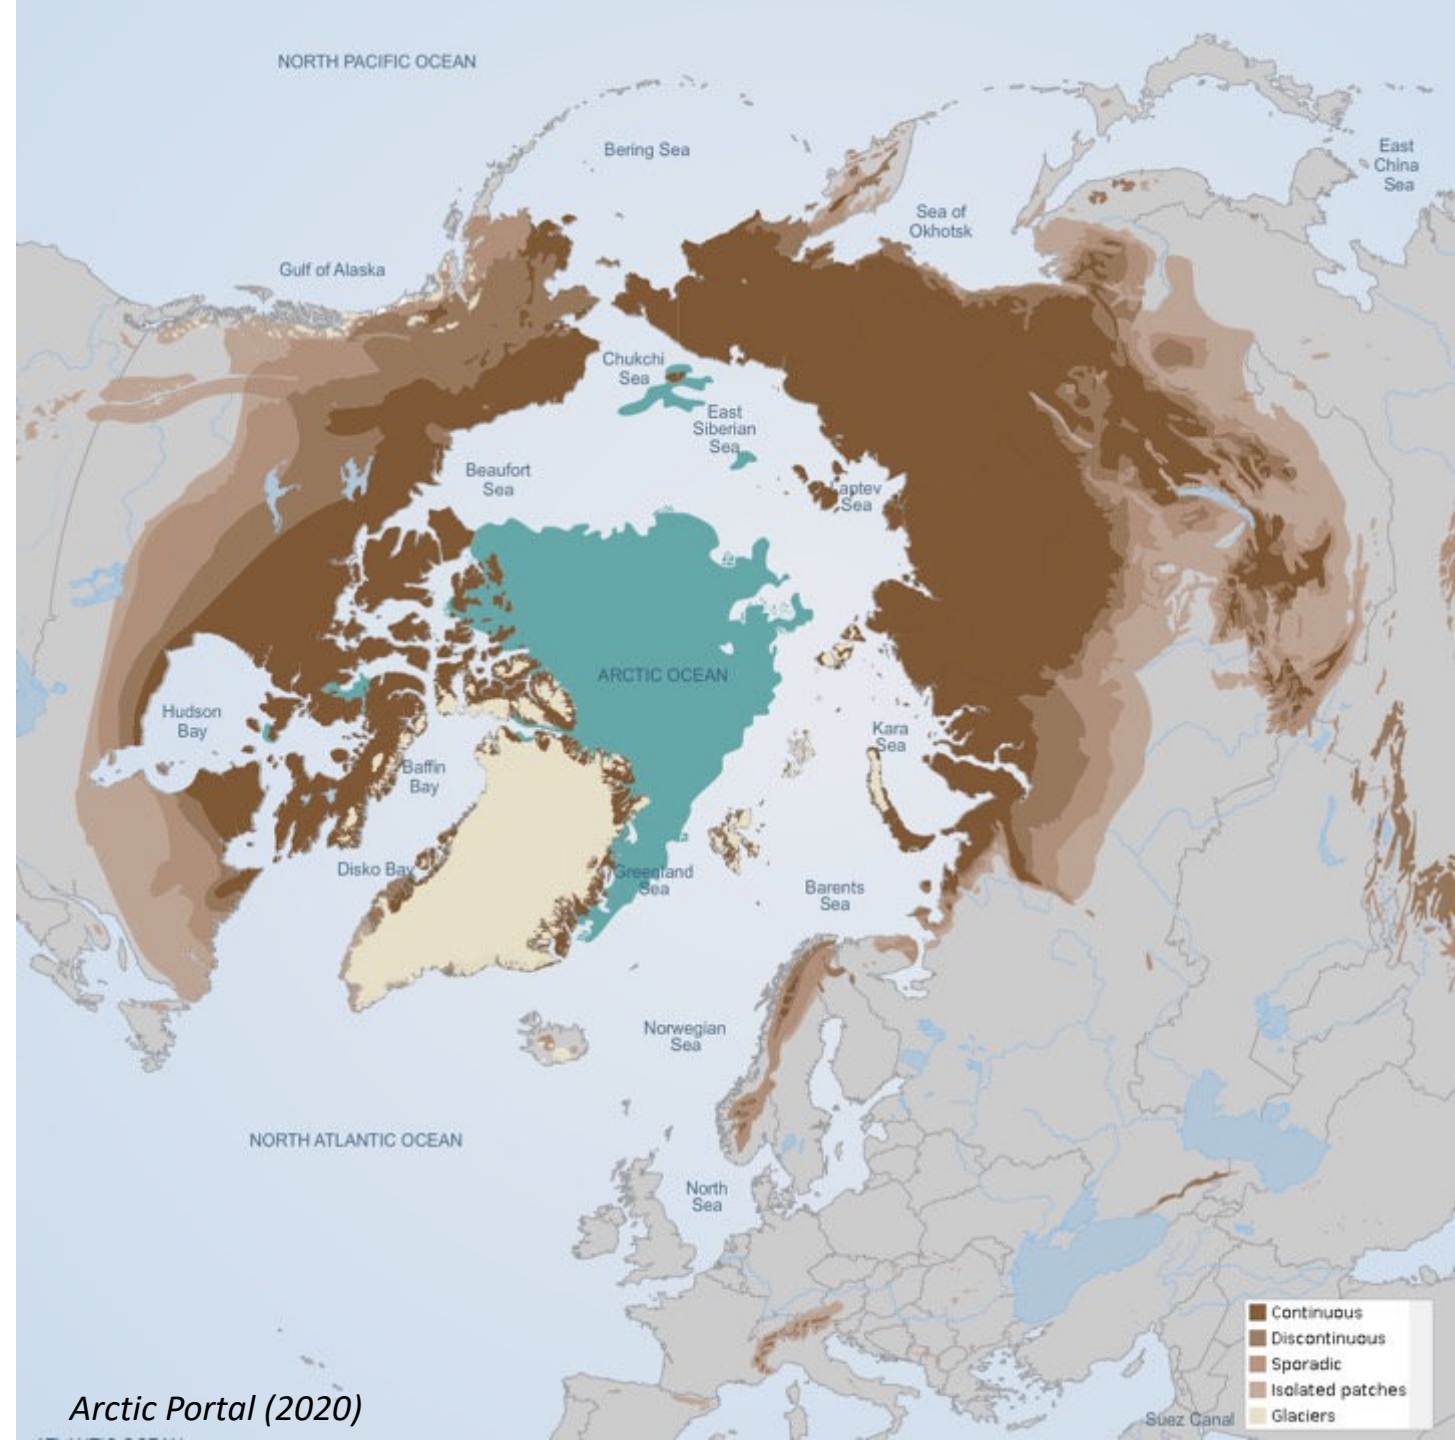 NORTH PACIFIC OCEAN
Bering Sea
East
China
Sea
Sea of
Okhotsk
Gulf of Alaska
Chukchi
Sea
East
Siberian
Sea
Beaufort
Sea
Laptev
Sea
ARCTIC OCEAN
Hudson
Bay
Kara
Sea
Baffin
Bay
Disko Bay
Greenland
Sea
Barents
Sea
Norwegian
Sea
NORTH ATLANTIC OCEAN
North
Sea
Continuous
Discontinuous
Sporadic
Isolated patches
Glaciers
Suez Canal
Arctic Portal (2020)